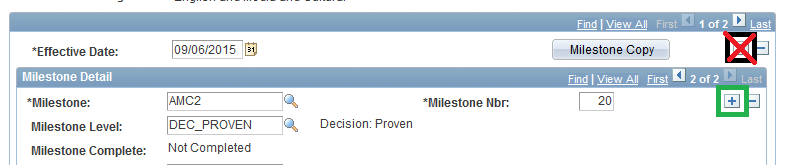 Find | View All First 1 of 2 Last
*Effective Date: 09/06/2015 31 Milestone Copy
Milestone Detail Find | View All First 2 of 2 Last
*Milestone: AMC2 *Milestone Nbr: 20
Milestone Level: DEC_PROVEN Decision: Proven
Milestone Complete: Not Completed